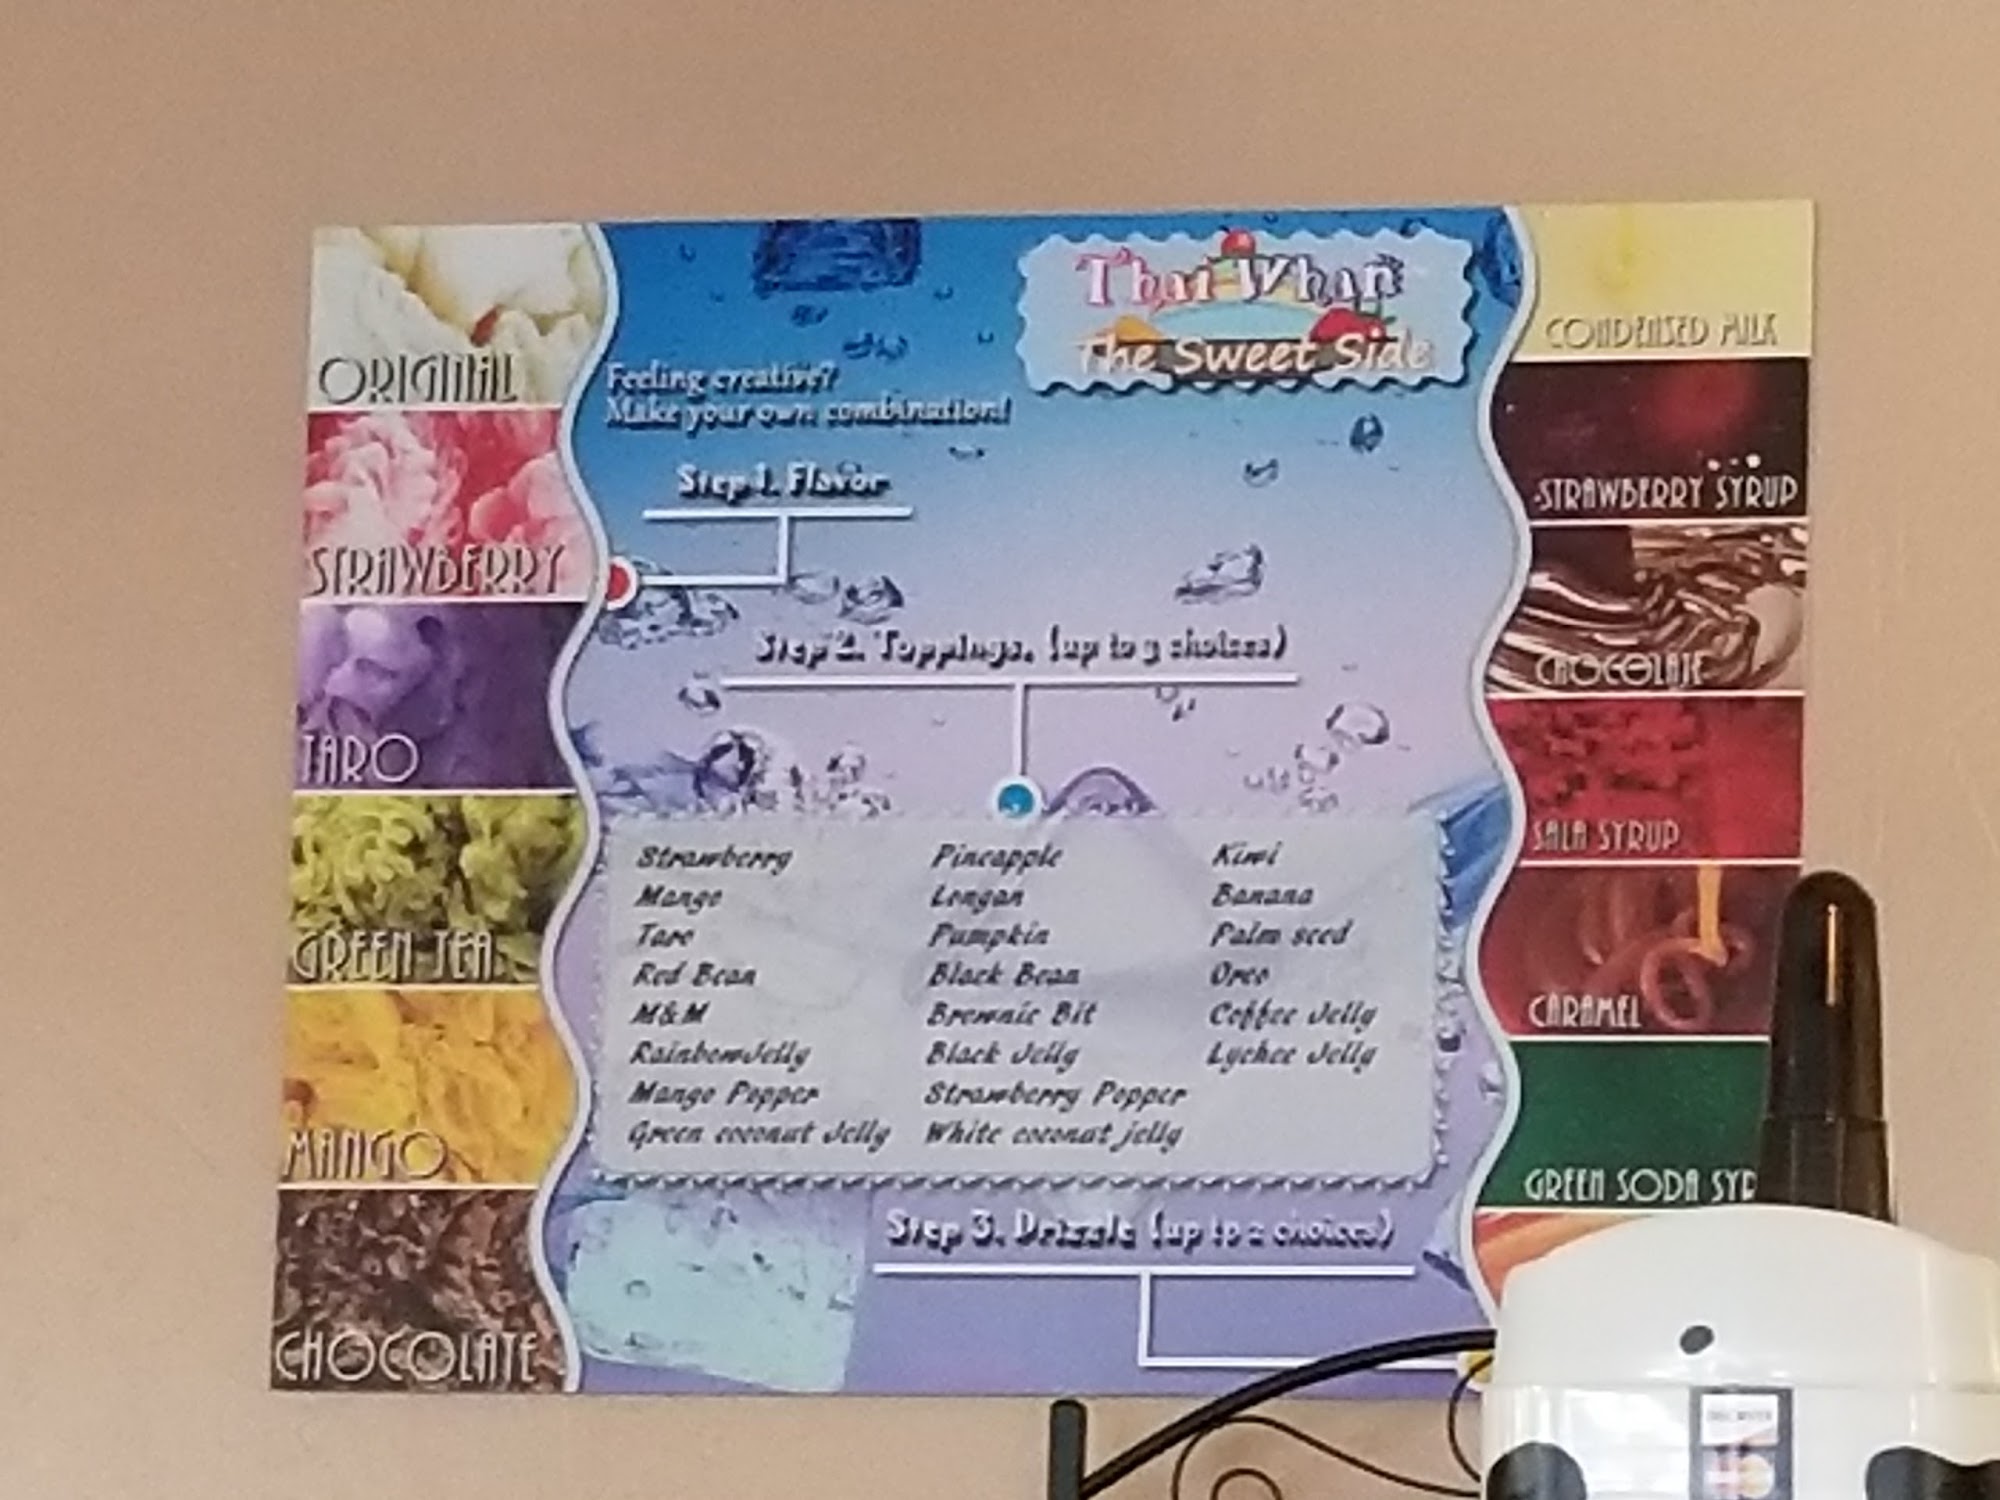 ORIGINAL
STRAWBERRY
TARO
GREEN TEA
MANGO
CHOCOLATE
Thai Whan
The Sweet Side
Feeling creative?
Make your own combination!
Step 1. Flavor
Step 2. Toppings. (up to 3 choices)
Strawberry Pineapple Kiwi
Mango Longan Banana
Taro Pumpkin Palm seed
Red Bean Black Bean Oreo
M&M Brownie Bit Coffee Jelly
RainbowJelly Black Jelly Lychee Jelly
Mango Popper Strawberry Popper
Green coconut Jelly White coconut jelly
Step 3. Drizzle (up to 2 choices)
CONDENSED MILK
STRAWBERRY SYRUP
CHOCOLATE
SALA SYRUP
CARAMEL
GREEN SODA SYR
DISCOVER